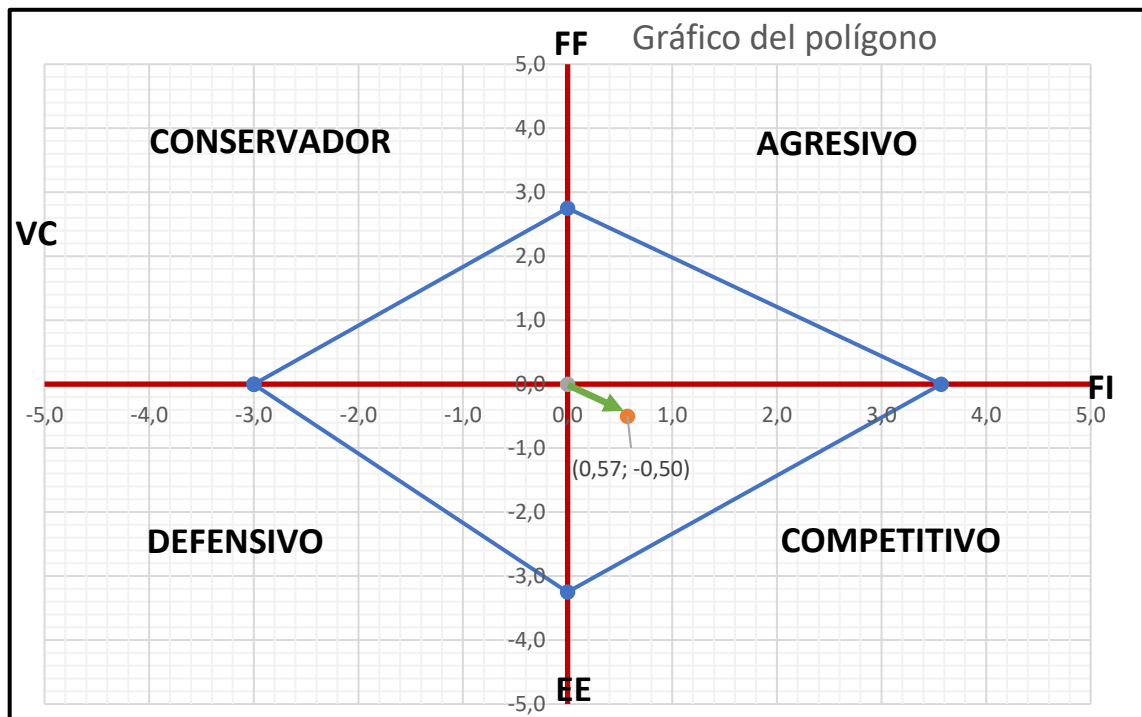 Gráfico del polígono
FF
5,0
CONSERVADOR
AGRESIVO
4,0
3,0
VC
2,0
1,0
0,0
FI
-5,0 -4,0 -3,0 -2,0 -1,0 0,0 1,0 2,0 3,0 4,0 5,0
-1,0
(0,57; -0,50)
-2,0
DEFENSIVO
COMPETITIVO
-3,0
-4,0
EE
-5,0